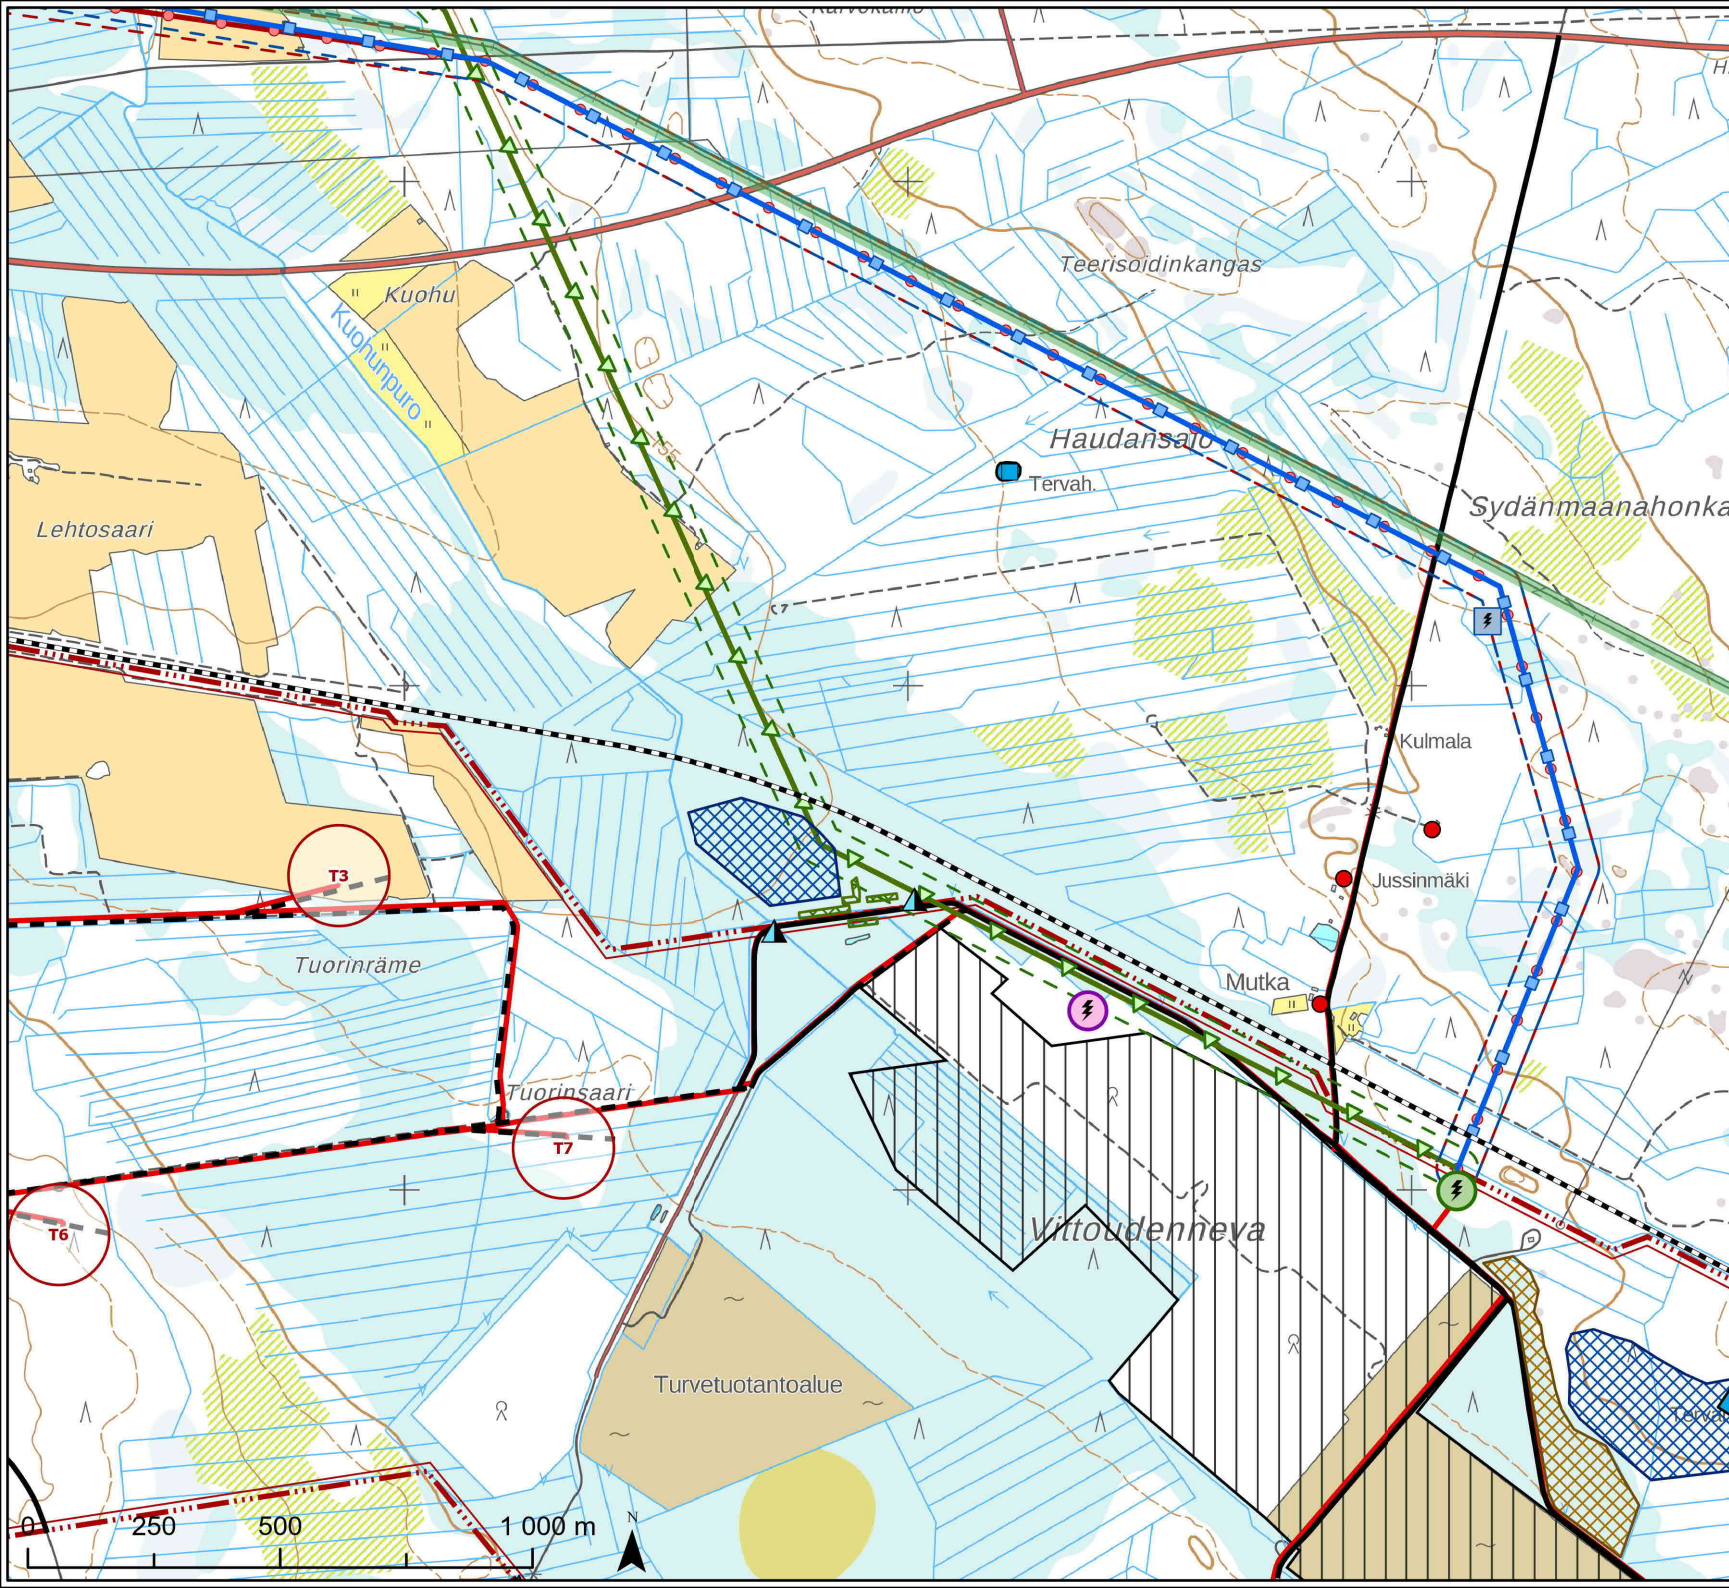 Teerisoidinkangas
Kuohu
Kuohunpuro
Haudansalo
155
Tervah.
Sydänmaanahonka
Lehtosaari
Kulmala
T3
Jussinmäki
Tuorinräme
Mutka
Tuorinsaari
T7
T6
Vittoudenneva
Turvetuotantoalue
0 250 500 1 000 m
N